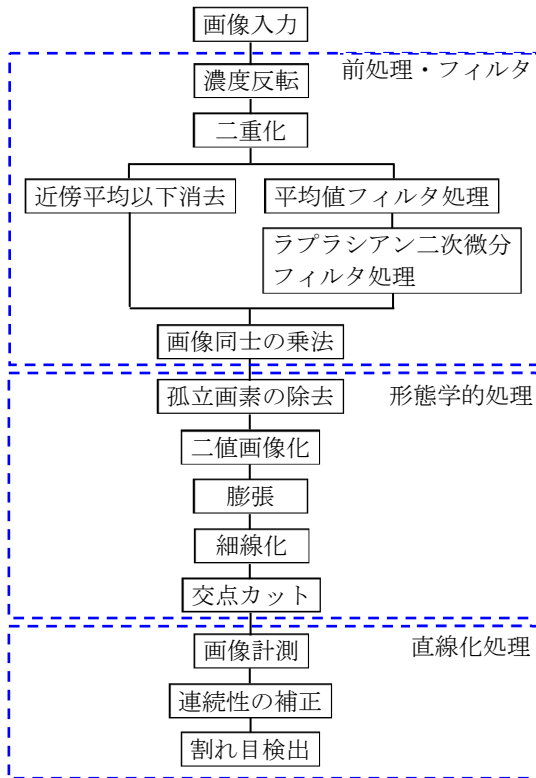 画像入力
前処理・フィルタ
濃度反転
二重化
近傍平均以下消去
平均値フィルタ処理
ラプラシアン二次微分
フィルタ処理
画像同士の乗法
孤立画素の除去
形態学的処理
二値画像化
膨張
細線化
交点カット
直線化処理
画像計測
連続性の補正
割れ目検出